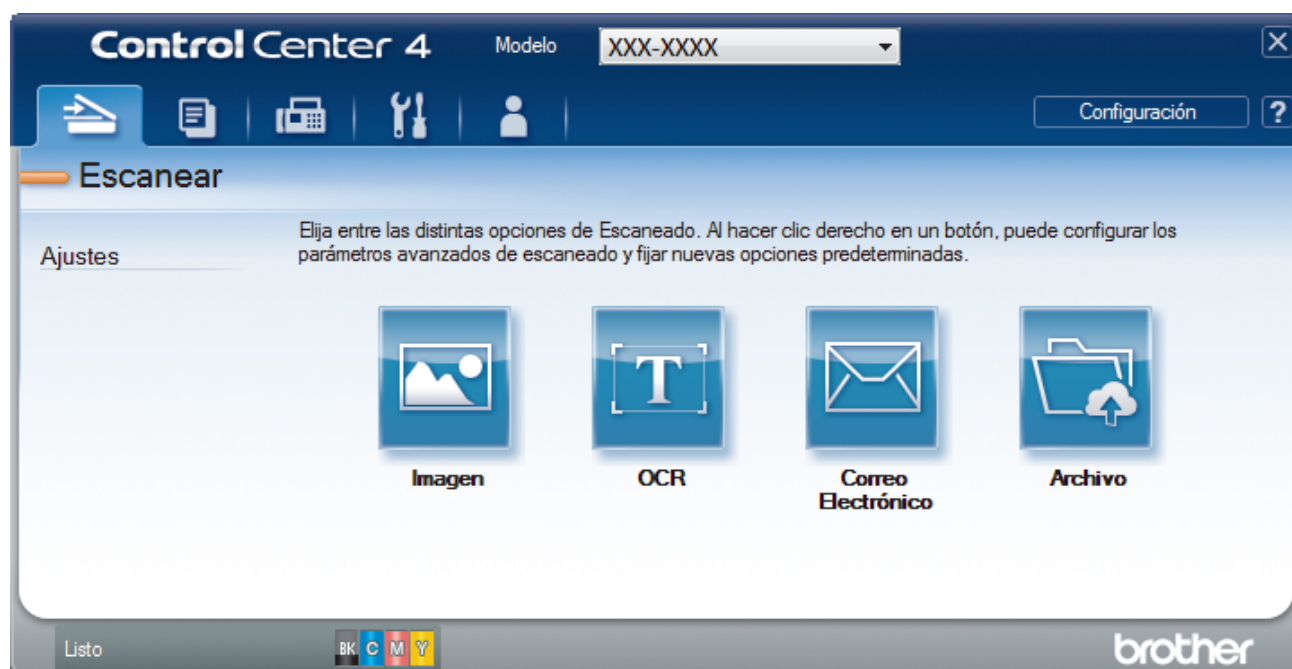 Control Center 4 Modelo XXX-XXXX
Configuración ?
Escanear
Ajustes
Elija entre las distintas opciones de Escaneado. Al hacer clic derecho en un botón, puede configurar los
parámetros avanzados de escaneado y fijar nuevas opciones predeterminadas.
T
Imagen OCR Correo Electrónico Archivo
Listo BK C M Y brother